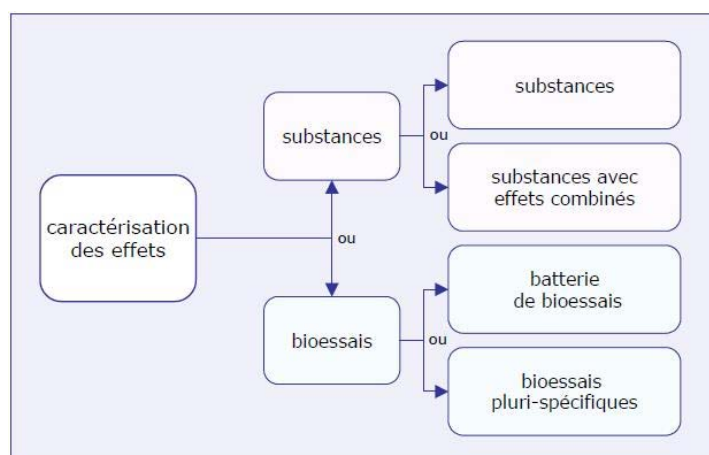 caractérisation
des effets
substances
ou
bioessais
substances
ou
substances avec
effets combinés
batterie
de bioessais
ou
bioessais
pluri-spécifiques